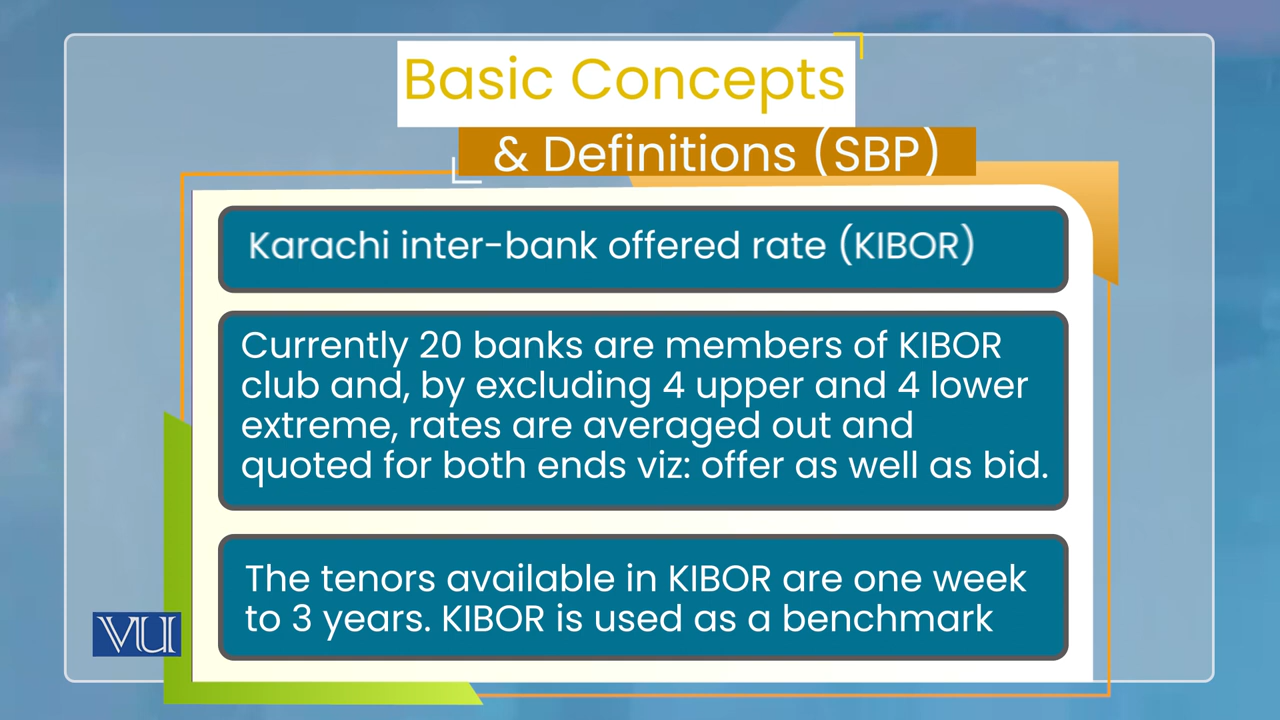 Basic Concepts
& Definitions (SBP)
Karachi inter-bank offered rate (KIBOR)
Currently 20 banks are members of KIBOR
club and, by excluding 4 upper and 4 lower
extreme, rates are averaged out and
quoted for both ends viz: offer as well as bid.
The tenors available in KIBOR are one week
to 3 years. KIBOR is used as a benchmark
VU